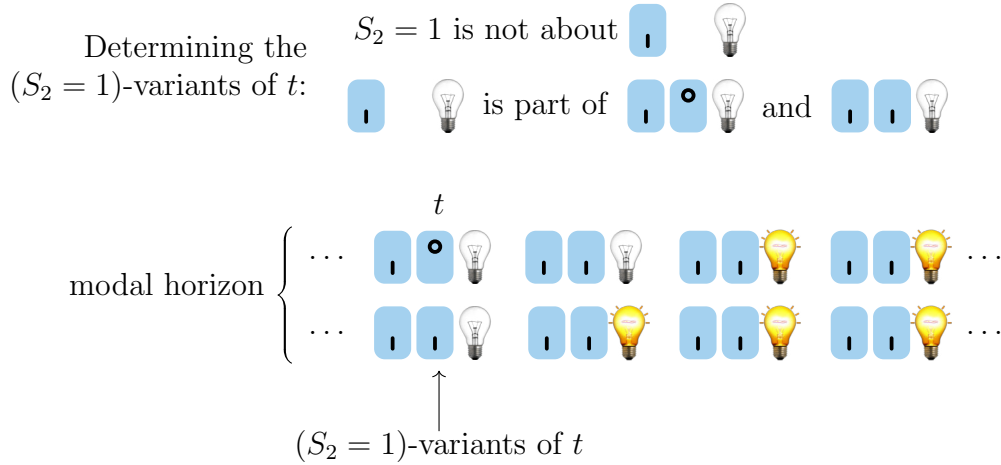 Determining the
(S₂ = 1)-variants of t:
S₂ = 1 is not about
is part of and
t
modal horizon
... ...
... ...
(S₂ = 1)-variants of t